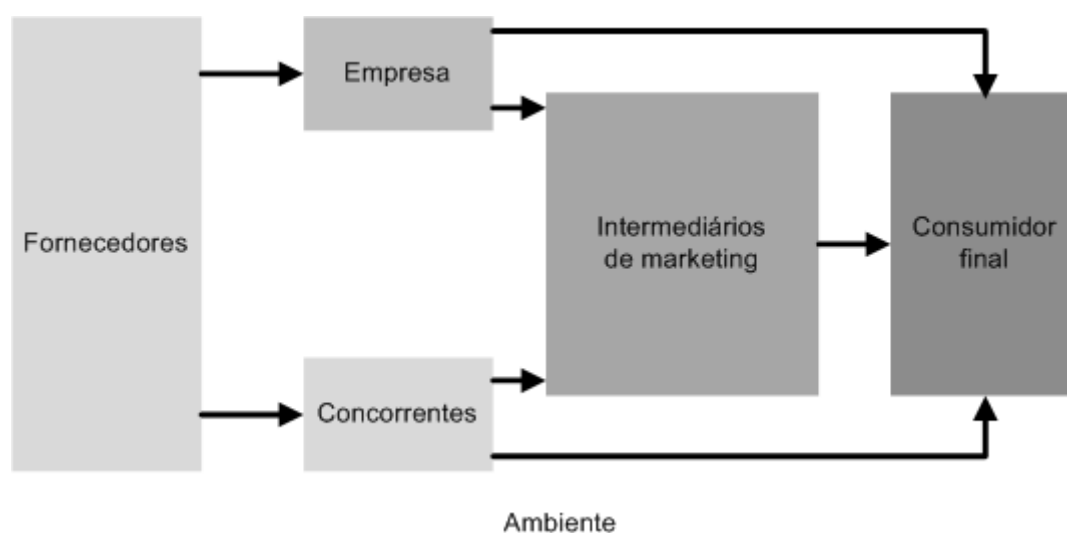 Empresa
Fornecedores
Intermediários
de marketing
Consumidor
final
Concorrentes
Ambiente